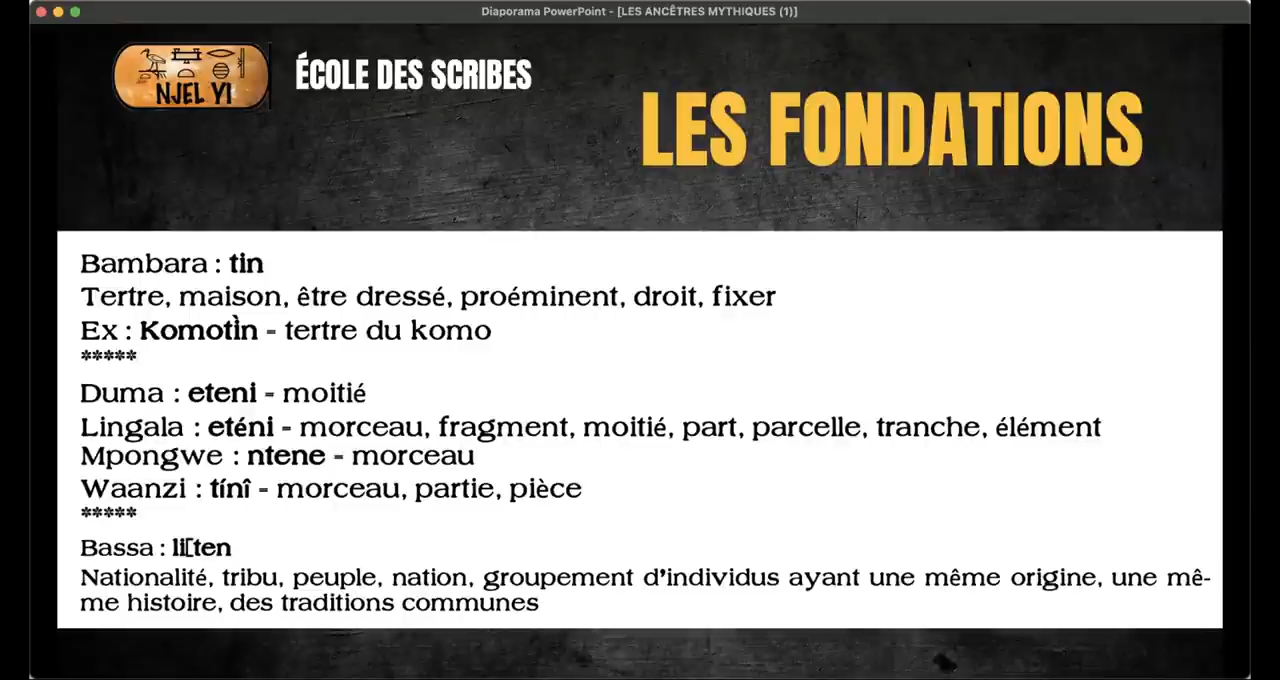 Diaporama PowerPoint - [LES ANCÊTRES MYTHIQUES (1)]
NJEL YI
ÉCOLE DES SCRIBES
LES FONDATIONS
Bambara : tin
Tertre, maison, être dressé, proéminent, droit, fixer
Ex : Komotìn - tertre du komo
*****
Duma : eteni - moitié
Lingala : eténi - morceau, fragment, moitié, part, parcelle, tranche, élément
Mpongwe : ntene - morceau
Waanzi : tínî - morceau, partie, pièce
*****
Bassa : li[ten
Nationalité, tribu, peuple, nation, groupement d'individus ayant une même origine, une mê-
me histoire, des traditions communes